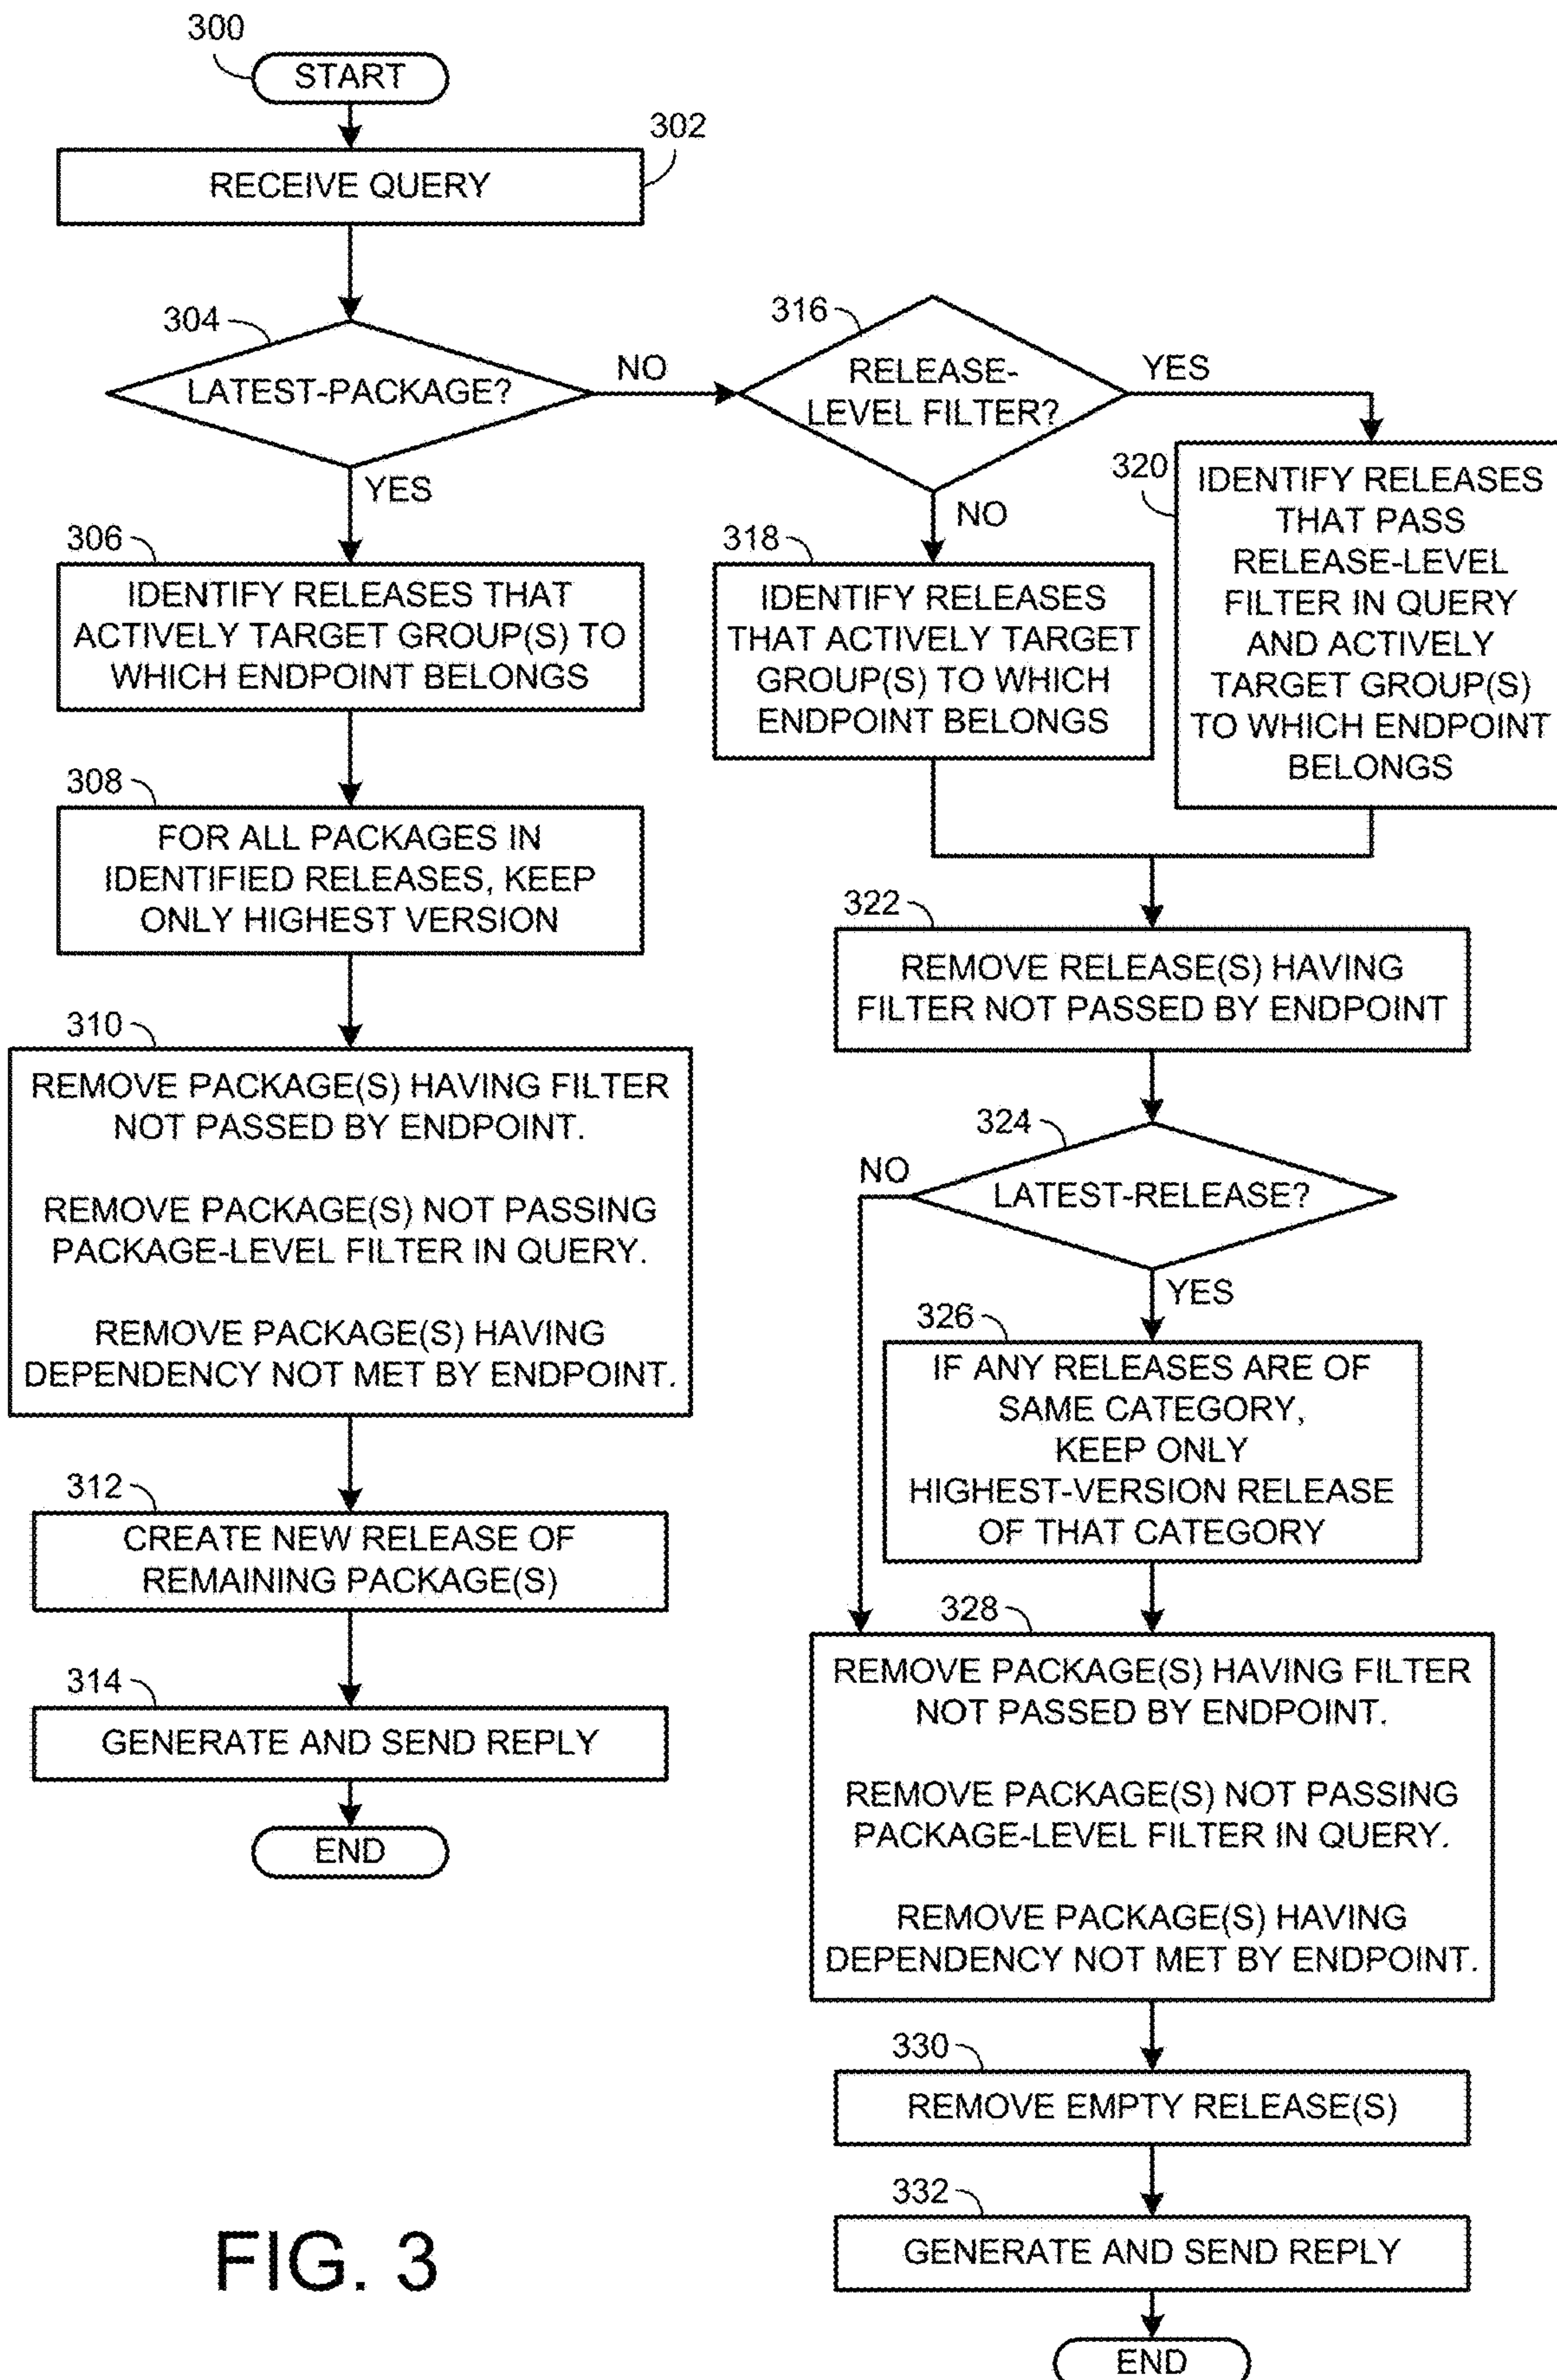 300
START
302
RECEIVE QUERY
304
LATEST-PACKAGE?
NO
YES
306
IDENTIFY RELEASES THAT
ACTIVELY TARGET GROUP(S) TO
WHICH ENDPOINT BELONGS
308
FOR ALL PACKAGES IN
IDENTIFIED RELEASES, KEEP
ONLY HIGHEST VERSION
310
REMOVE PACKAGE(S) HAVING FILTER
NOT PASSED BY ENDPOINT.
REMOVE PACKAGE(S) NOT PASSING
PACKAGE-LEVEL FILTER IN QUERY.
REMOVE PACKAGE(S) HAVING
DEPENDENCY NOT MET BY ENDPOINT.
312
CREATE NEW RELEASE OF
REMAINING PACKAGE(S)
314
GENERATE AND SEND REPLY
END
316
RELEASE-
LEVEL FILTER?
YES
NO
318
IDENTIFY RELEASES
THAT ACTIVELY TARGET
GROUP(S) TO WHICH
ENDPOINT BELONGS
320
IDENTIFY RELEASES
THAT PASS
RELEASE-LEVEL
FILTER IN QUERY
AND ACTIVELY
TARGET GROUP(S)
TO WHICH ENDPOINT
BELONGS
322
REMOVE RELEASE(S) HAVING
FILTER NOT PASSED BY ENDPOINT
324
NO
LATEST-RELEASE?
YES
326
IF ANY RELEASES ARE OF
SAME CATEGORY,
KEEP ONLY
HIGHEST-VERSION RELEASE
OF THAT CATEGORY
328
REMOVE PACKAGE(S) HAVING FILTER
NOT PASSED BY ENDPOINT.
REMOVE PACKAGE(S) NOT PASSING
PACKAGE-LEVEL FILTER IN QUERY.
REMOVE PACKAGE(S) HAVING
DEPENDENCY NOT MET BY ENDPOINT.
330
REMOVE EMPTY RELEASE(S)
332
GENERATE AND SEND REPLY
END
FIG. 3